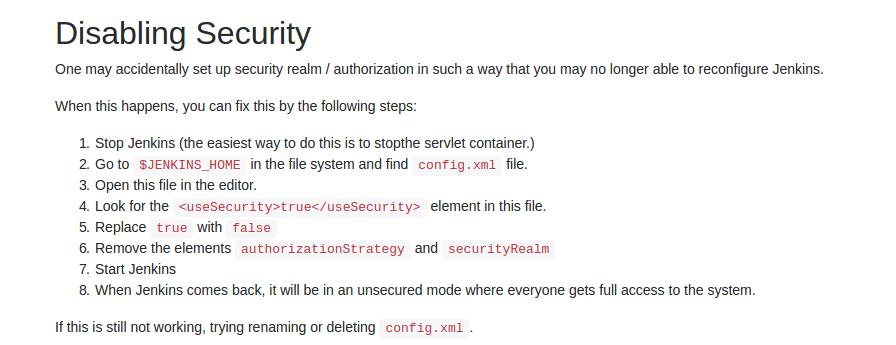 Disabling Security
One may accidentally set up security realm / authorization in such a way that you may no longer able to reconfigure Jenkins.
When this happens, you can fix this by the following steps:
1. Stop Jenkins (the easiest way to do this is to stopthe servlet container.)
2. Go to $JENKINS_HOME in the file system and find config.xml file.
3. Open this file in the editor.
4. Look for the <useSecurity>true</useSecurity> element in this file.
5. Replace true with false
6. Remove the elements authorizationStrategy and securityRealm
7. Start Jenkins
8. When Jenkins comes back, it will be in an unsecured mode where everyone gets full access to the system.
If this is still not working, trying renaming or deleting config.xml.